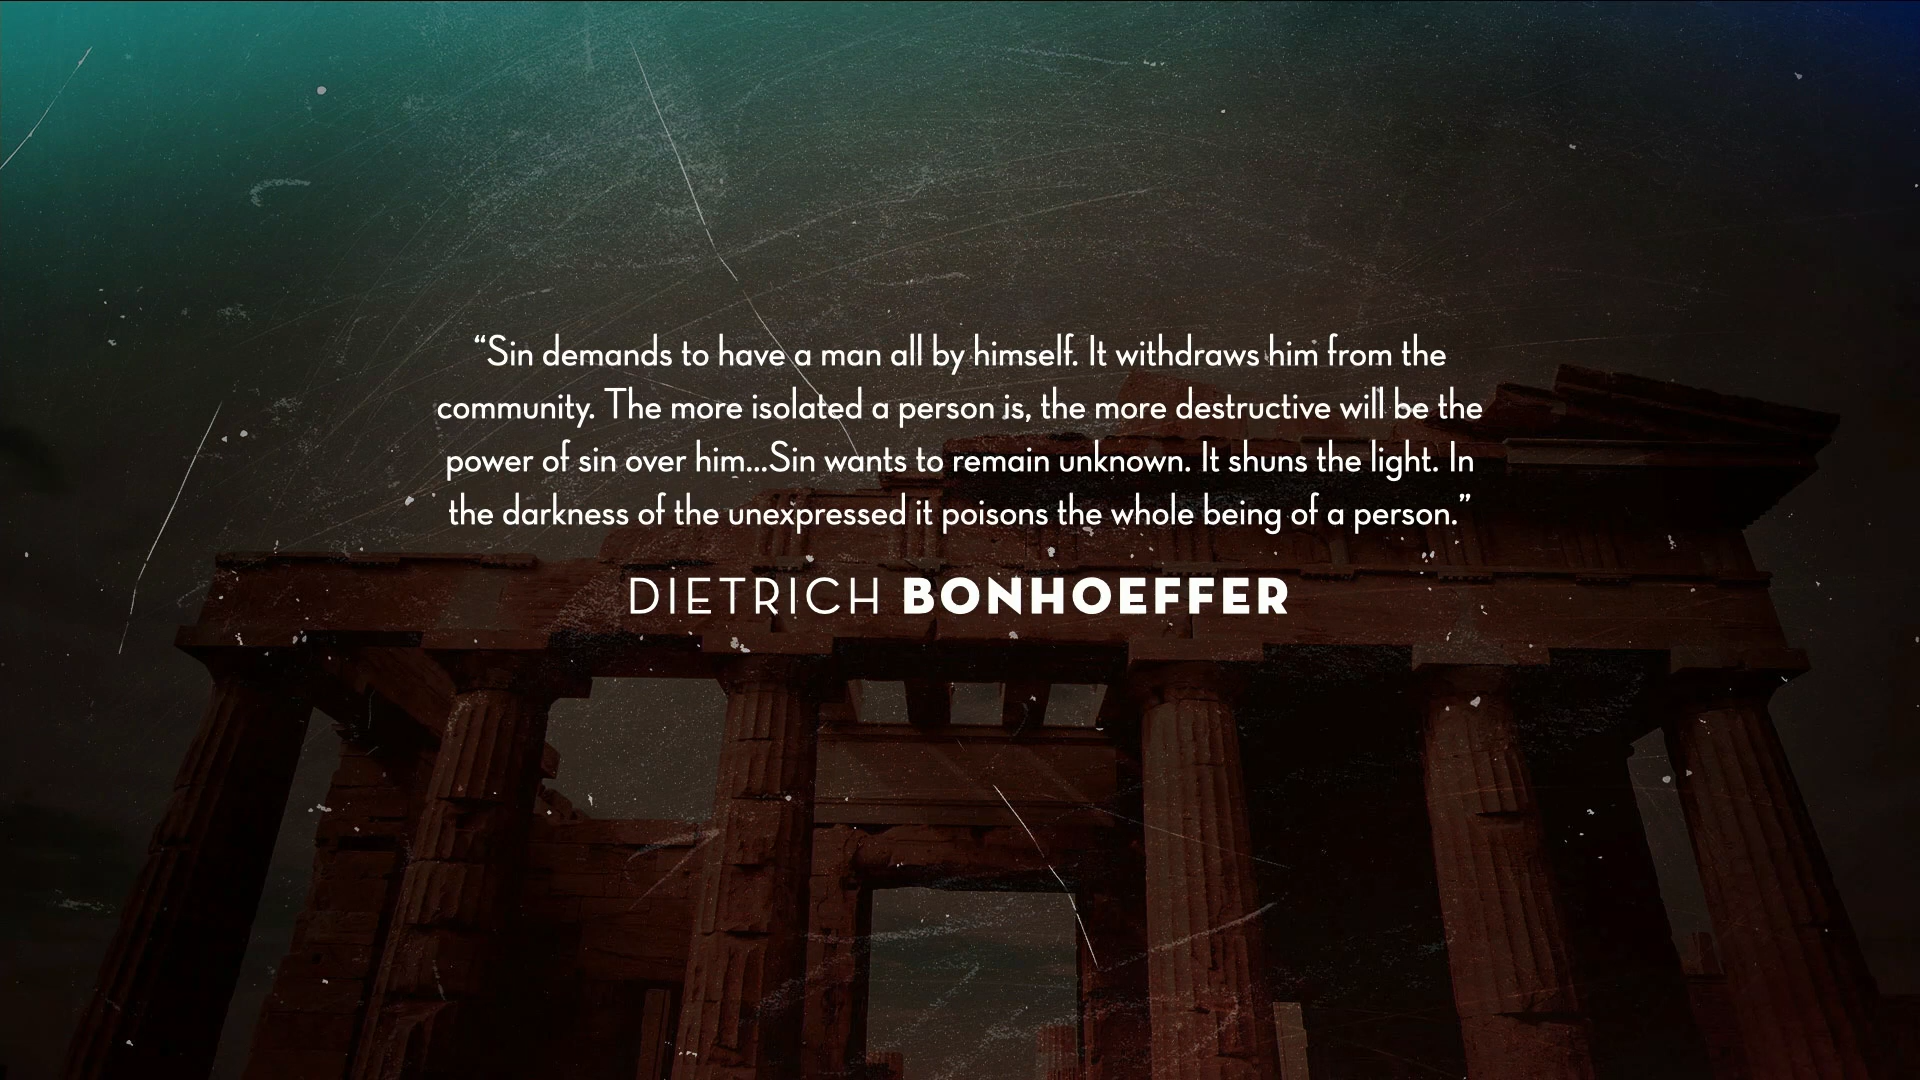 “Sin demands to have a man all by himself. It withdraws him from the
community. The more isolated a person is, the more destructive will be the
power of sin over him...Sin wants to remain unknown. It shuns the light. In
the darkness of the unexpressed it poisons the whole being of a person.”
DIETRICH BONHOEFFER